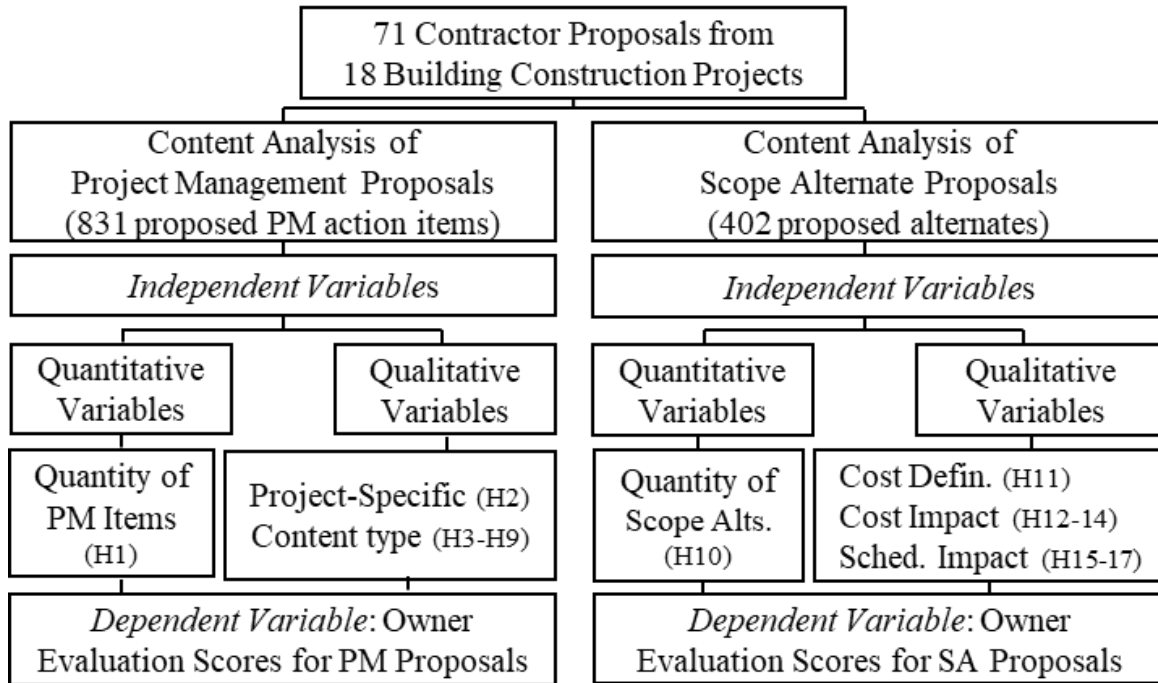 71 Contractor Proposals from
18 Building Construction Projects
Content Analysis of
Project Management Proposals
(831 proposed PM action items)
Content Analysis of
Scope Alternate Proposals
(402 proposed alternates)
Independent Variables
Independent Variables
Quantitative
Variables
Qualitative
Variables
Quantitative
Variables
Qualitative
Variables
Quantity of
PM Items
(H1)
Project-Specific (H2)
Content type (H3-H9)
Quantity of
Scope Alts.
(H10)
Cost Defin. (H11)
Cost Impact (H12-14)
Sched. Impact (H15-17)
Dependent Variable: Owner
Evaluation Scores for PM Proposals
Dependent Variable: Owner
Evaluation Scores for SA Proposals